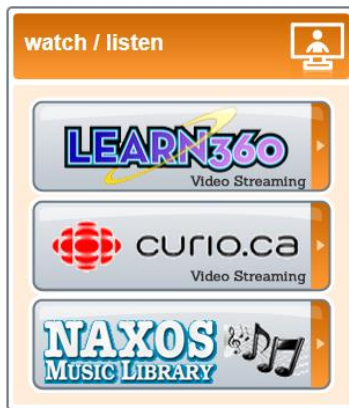 watch / listen
LEARN360
Video Streaming
curio.ca
Video Streaming
NAXOS
MUSIC LIBRARY